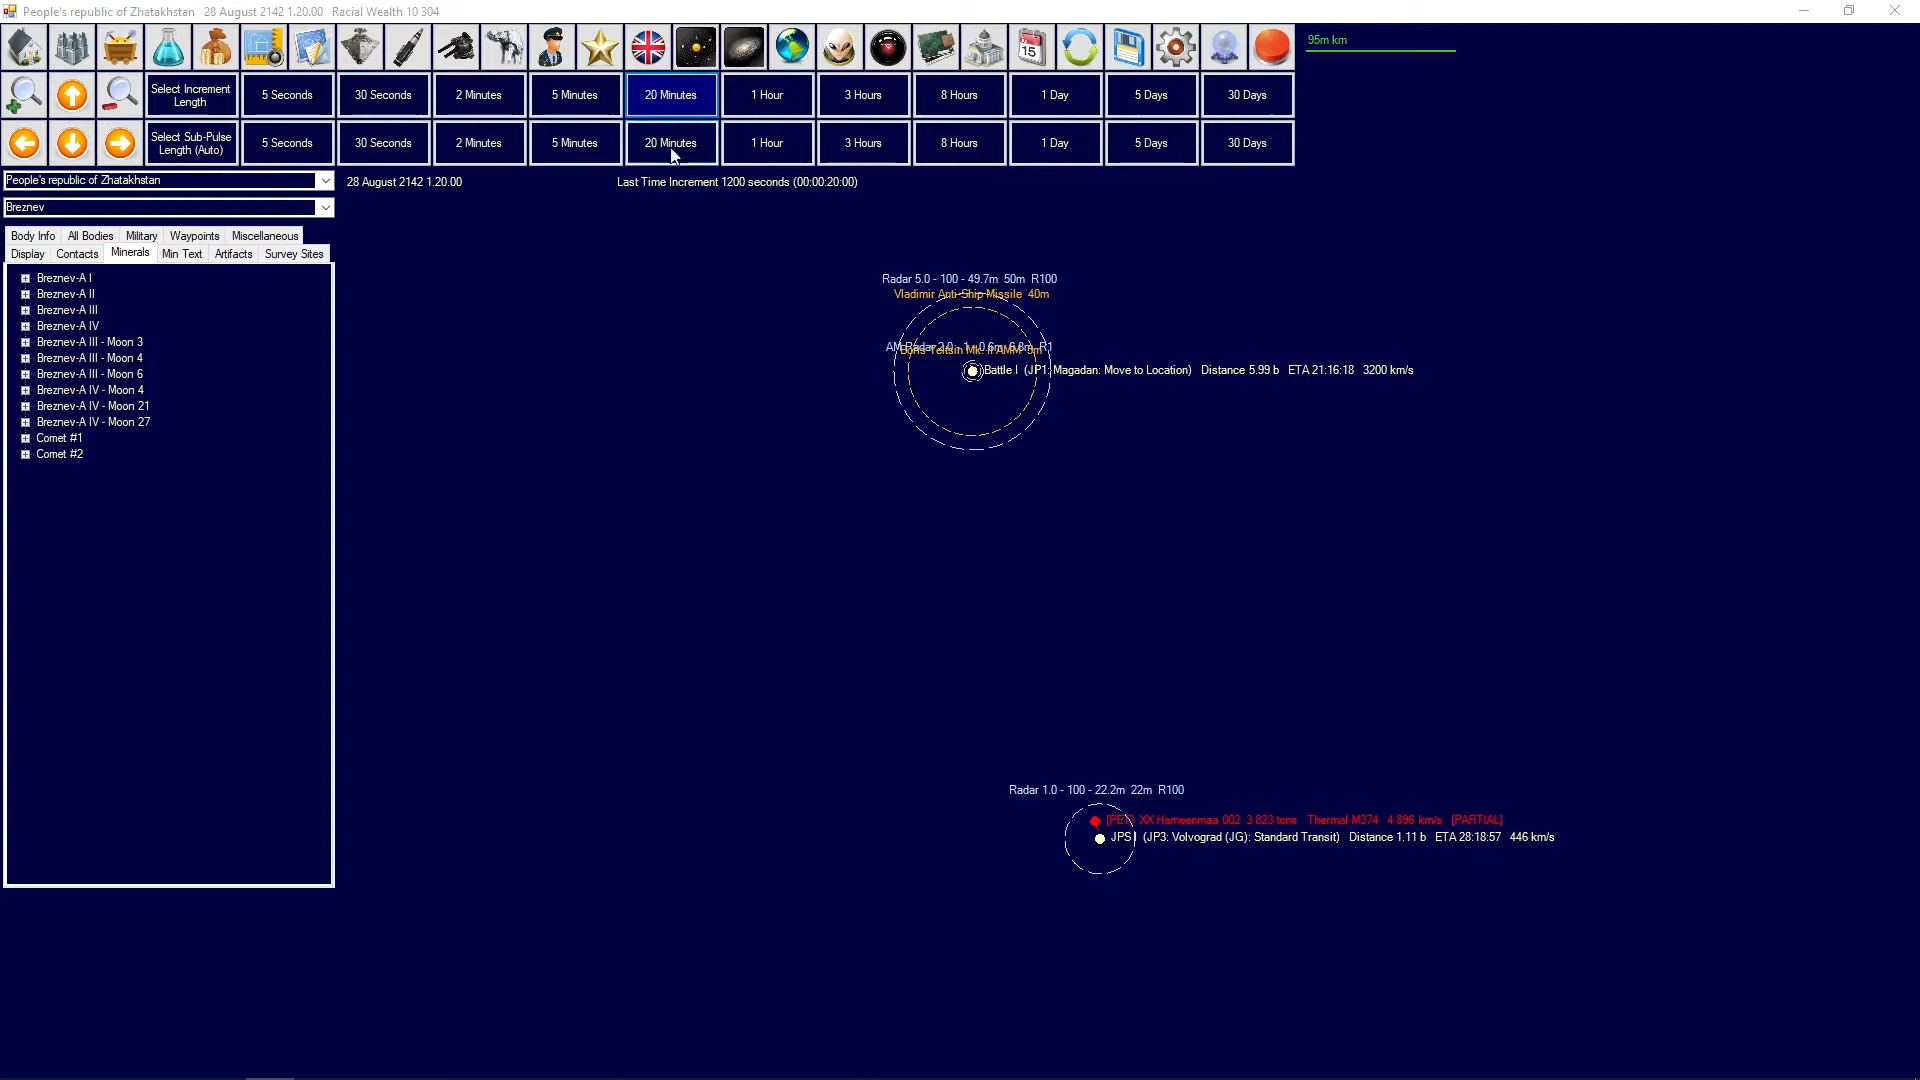 People's republic of Zhatakhstan   28 August 2142 1.20.00   Racial Wealth 10 304
95m km
15
Select Increment Length
5 Seconds
30 Seconds
2 Minutes
5 Minutes
20 Minutes
1 Hour
3 Hours
8 Hours
1 Day
5 Days
30 Days
Select Sub-Pulse Length (Auto)
5 Seconds
30 Seconds
2 Minutes
5 Minutes
20 Minutes
1 Hour
3 Hours
8 Hours
1 Day
5 Days
30 Days
People's republic of Zhatakhstan
28 August 2142 1.20.00
Last Time Increment 1200 seconds (00:00:20:00)
Breznev
Body Info   All Bodies   Military   Waypoints   Miscellaneous
Display   Contacts   Minerals   Min Text   Artifacts   Survey Sites
Breznev-A I
Breznev-A II
Breznev-A III
Breznev-A IV
Breznev-A III - Moon 3
Breznev-A III - Moon 4
Breznev-A III - Moon 6
Breznev-A IV - Moon 4
Breznev-A IV - Moon 21
Breznev-A IV - Moon 27
Comet #1
Comet #2
Radar 5.0 - 100 - 49.7m  50m  R100
Vladimir Anti-Ship Missile  40m
Battle I  (JP1: Magadan: Move to Location)   Distance 5.99 b   ETA 21:16:18   3200 km/s
Radar 1.0 - 100 - 22.2m  22m  R100
XX Hameenmaa 002  3 823 tons   Thermal M374   4 896 km/s   [PARTIAL]
JPS I  (JP3: Volvograd (JG): Standard Transit)   Distance 1.11 b   ETA 28:18:57   446 km/s